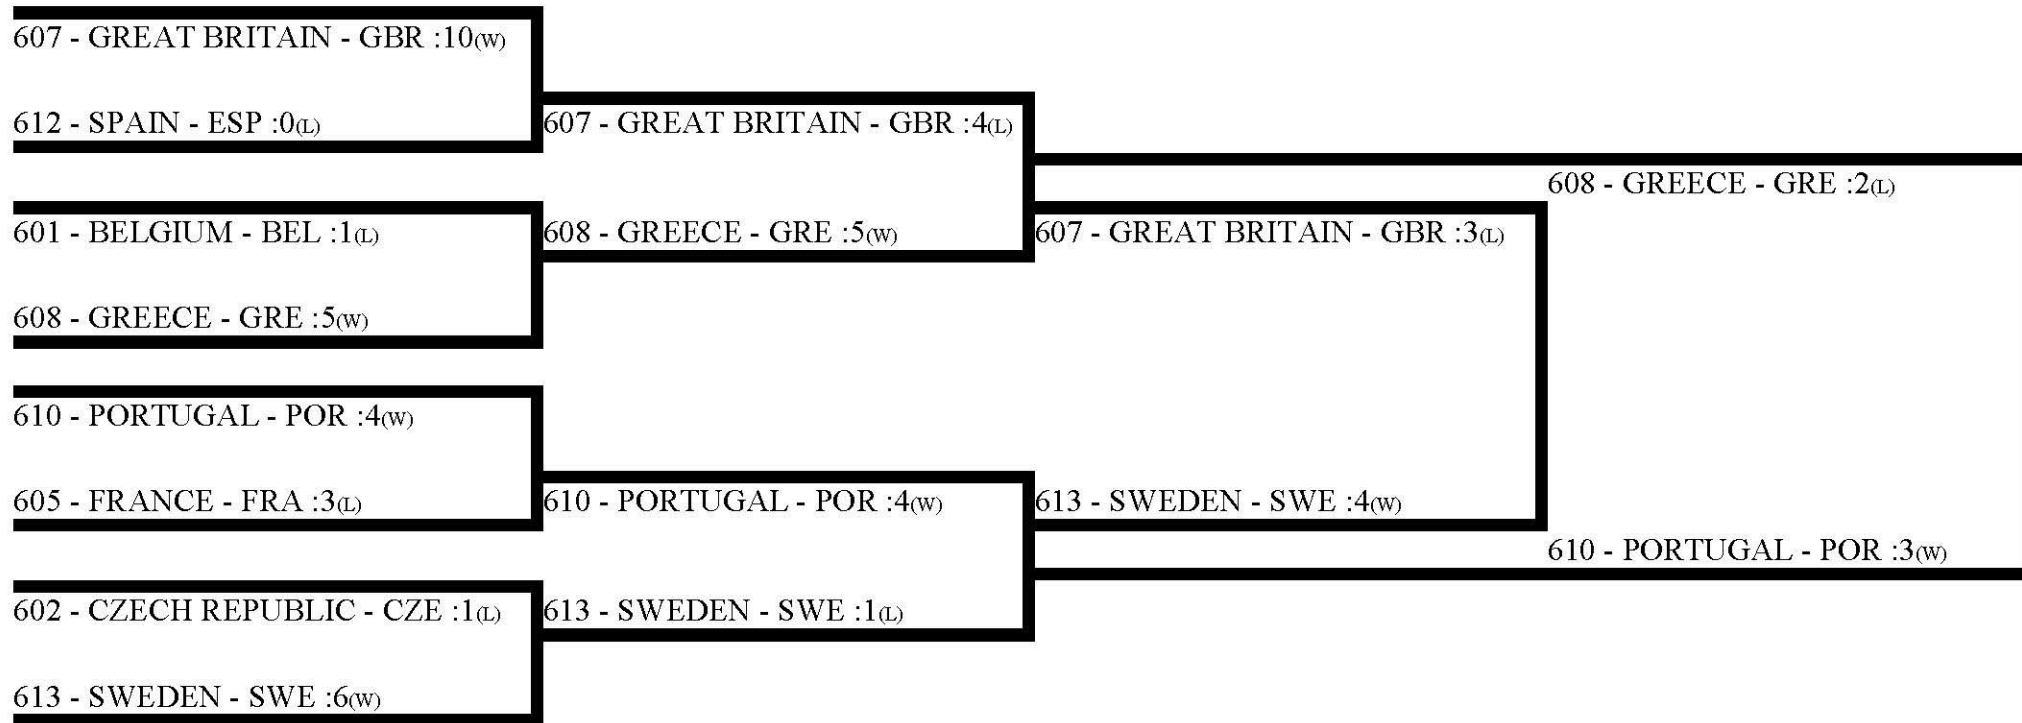 607 - GREAT BRITAIN - GBR :10(W)
612 - SPAIN - ESP :0(L)
601 - BELGIUM - BEL :1(L)
608 - GREECE - GRE :5(W)
610 - PORTUGAL - POR :4(W)
605 - FRANCE - FRA :3(L)
602 - CZECH REPUBLIC - CZE :1(L)
613 - SWEDEN - SWE :6(W)
607 - GREAT BRITAIN - GBR :4(L)
608 - GREECE - GRE :5(W)
610 - PORTUGAL - POR :4(W)
613 - SWEDEN - SWE :1(L)
607 - GREAT BRITAIN - GBR :3(L)
613 - SWEDEN - SWE :4(W)
608 - GREECE - GRE :2(L)
610 - PORTUGAL - POR :3(W)